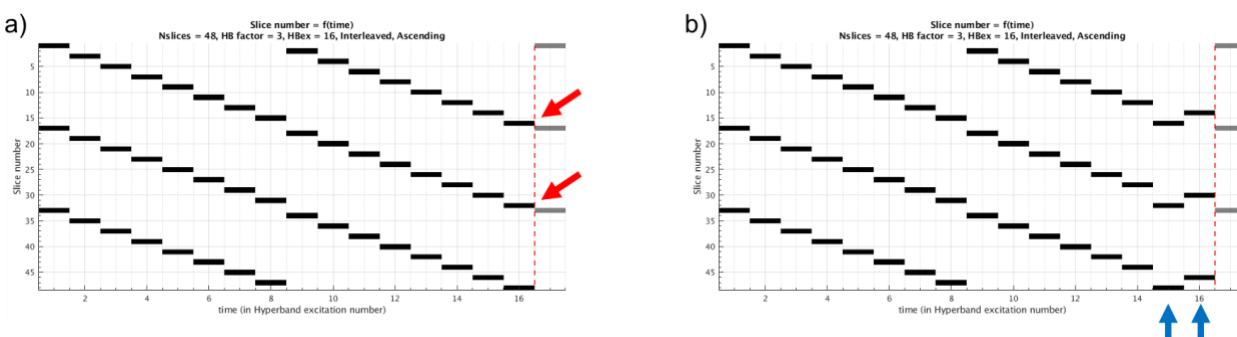 a)
Slice number = f(time)
Nslices = 48, HB factor = 3, HBex = 16, Interleaved, Ascending
Slice number
5
10
15
20
25
30
35
40
45
2 4 6 8 10 12 14 16
time (in Hyperband excitation number)
b)
Slice number = f(time)
Nslices = 48, HB factor = 3, HBex = 16, Interleaved, Ascending
Slice number
5
10
15
20
25
30
35
40
45
2 4 6 8 10 12 14 16
time (in Hyperband excitation number)